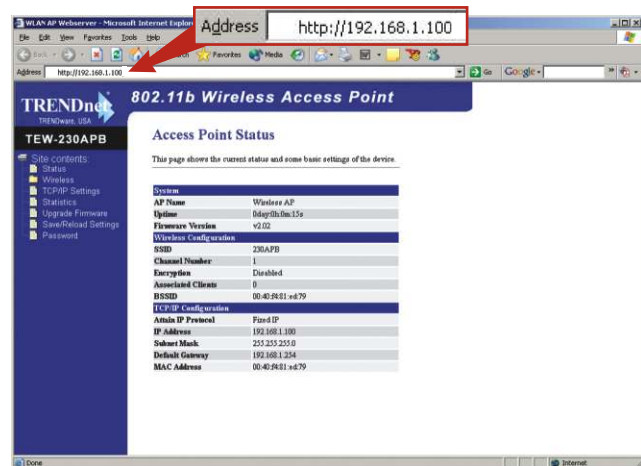 WLAN AP Webserver - Microsoft Internet Explorer
File Edit View Favorites Tools Help
Address http://192.168.1.100
Back Search Favorites Media
Address http://192.168.1.100 Go Google
TRENDnet
TRENDware, USA
802.11b Wireless Access Point
TEW-230APB
Site contents:
Status
Wireless
TCP/IP Settings
Statistics
Upgrade Firmware
Save/Reload Settings
Password
Access Point Status
This page shows the current status and some basic settings of the device.
System
AP Name Wireless AP
Uptime 0day:0h:0m:15s
Firmware Version v2.02
Wireless Configuration
SSID 230APB
Channel Number 1
Encryption Disabled
Associated Clients 0
BSSID 00:40:f4:81:ed:79
TCP/IP Configuration
Attain IP Protocol Fixed IP
IP Address 192.168.1.100
Subnet Mask 255.255.255.0
Default Gateway 192.168.1.254
MAC Address 00:40:f4:81:ed:79
Done Internet